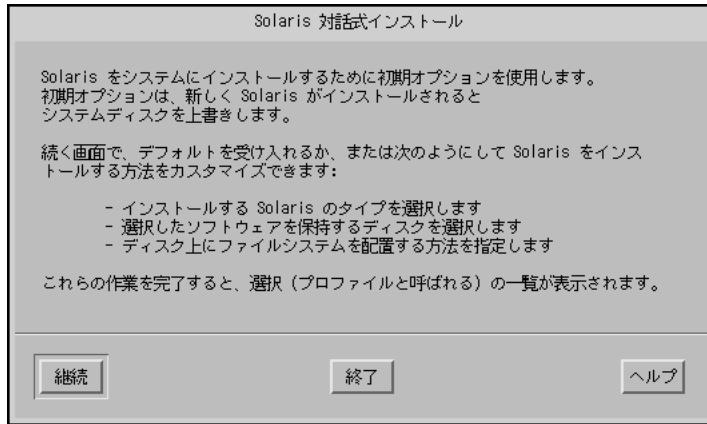 Solaris 対話式インストール
Solaris をシステムにインストールするために初期オプションを使用します。
初期オプションは、新しく Solaris がインストールされると
システムディスクを上書きします。
続く画面で、デフォルトを受け入れるか、または次のようにして Solaris をインス
トールする方法をカスタマイズできます:
- インストールする Solaris のタイプを選択します
- 選択したソフトウェアを保持するディスクを選択します
- ディスク上にファイルシステムを配置する方法を指定します
これらの作業を完了すると、選択（プロファイルと呼ばれる）の一覧が表示されます。
継続 終了 ヘルプ